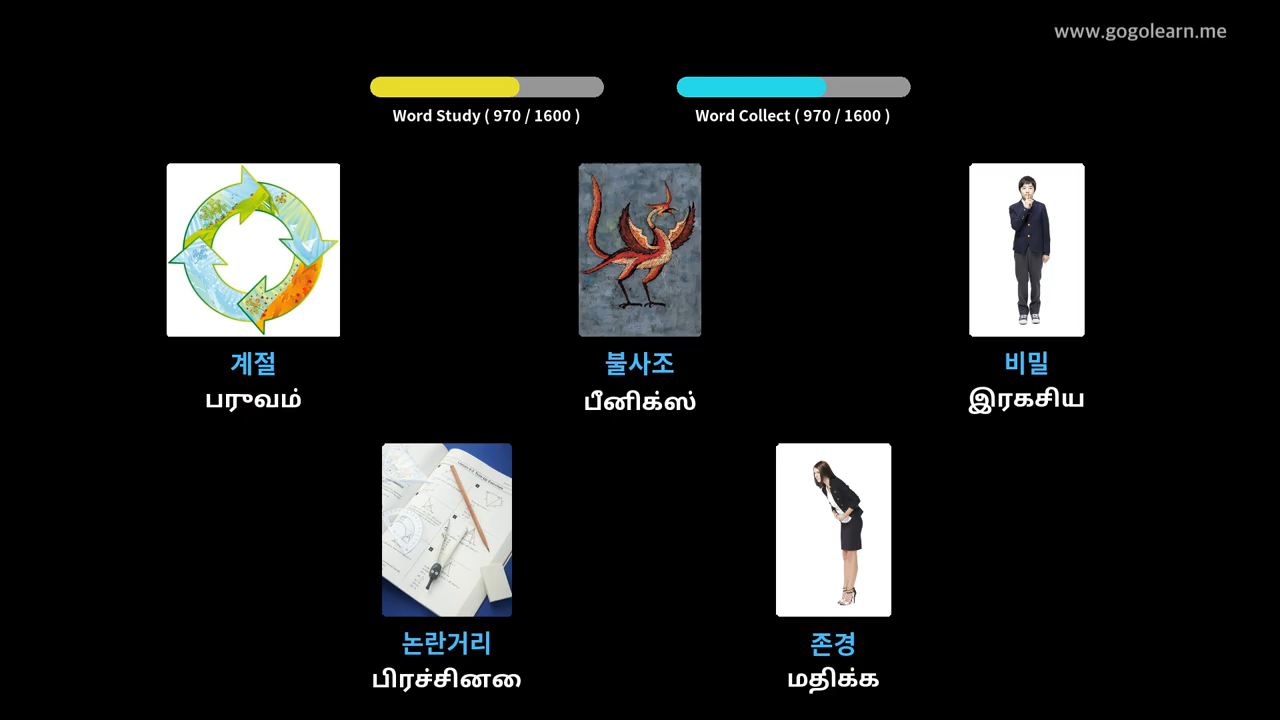 www.gogolearn.me
Word Study ( 970 / 1600 )
Word Collect ( 970 / 1600 )
계절
불사조
비밀
பருவம்
பீனிக்ஸ்
இரகசிய
논란거리
존경
பிரச்சினை
மதிக்க